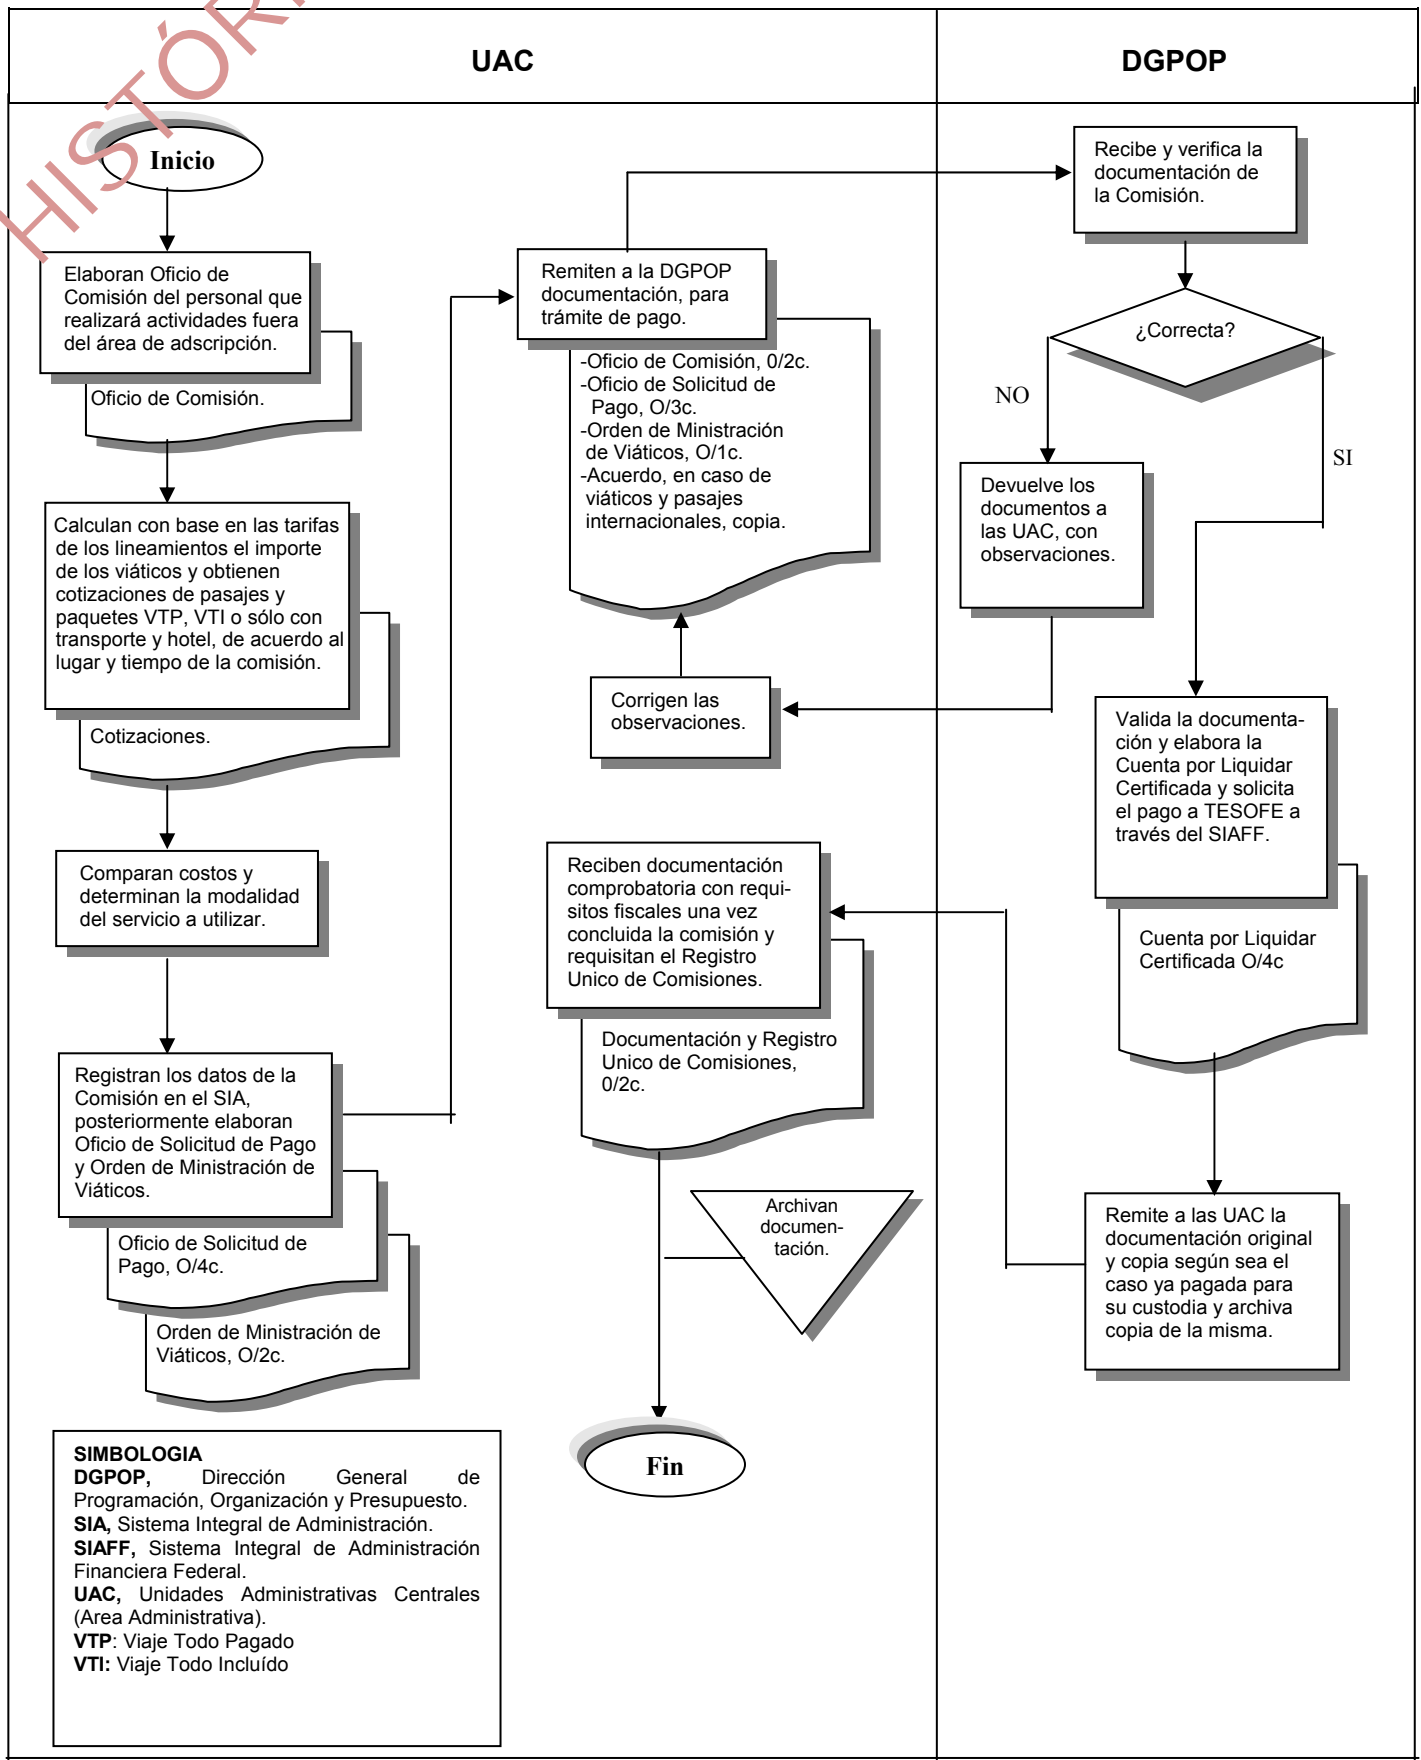 HISTÓR
UAC
DGPOP
Inicio
Elaboran Oficio de
Comisión del personal que
realizará actividades fuera
del área de adscripción.
Oficio de Comisión.
Calculan con base en las tarifas
de los lineamientos el importe
de los viáticos y obtienen
cotizaciones de pasajes y
paquetes VTP, VTI o sólo con
transporte y hotel, de acuerdo al
lugar y tiempo de la comisión.
Cotizaciones.
Comparan costos y
determinan la modalidad
del servicio a utilizar.
Registran los datos de la
Comisión en el SIA,
posteriormente elaboran
Oficio de Solicitud de Pago
y Orden de Ministración de
Viáticos.
Oficio de Solicitud de
Pago, O/4c.
Orden de Ministración de
Viáticos, O/2c.
Remiten a la DGPOP
documentación, para
trámite de pago.
-Oficio de Comisión, 0/2c.
-Oficio de Solicitud de
Pago, O/3c.
-Orden de Ministración
de Viáticos, O/1c.
-Acuerdo, en caso de
viáticos y pasajes
internacionales, copia.
Recibe y verifica la
documentación de
la Comisión.
¿Correcta?
NO
SI
Devuelve los
documentos a
las UAC, con
observaciones.
Corrigen las
observaciones.
Valida la documenta-
ción y elabora la
Cuenta por Liquidar
Certificada y solicita
el pago a TESOFE a
través del SIAFF.
Cuenta por Liquidar
Certificada O/4c
Remite a las UAC la
documentación original
y copia según sea el
caso ya pagada para
su custodia y archiva
copia de la misma.
Reciben documentación
comprobatoria con requi-
sitos fiscales una vez
concluida la comisión y
requisitan el Registro
Unico de Comisiones.
Documentación y Registro
Unico de Comisiones,
0/2c.
Archivan
documen-
tación.
Fin
SIMBOLOGIA
DGPOP, Dirección General de
Programación, Organización y Presupuesto.
SIA, Sistema Integral de Administración.
SIAFF, Sistema Integral de Administración
Financiera Federal.
UAC, Unidades Administrativas Centrales
(Area Administrativa).
VTP: Viaje Todo Pagado
VTI: Viaje Todo Incluído